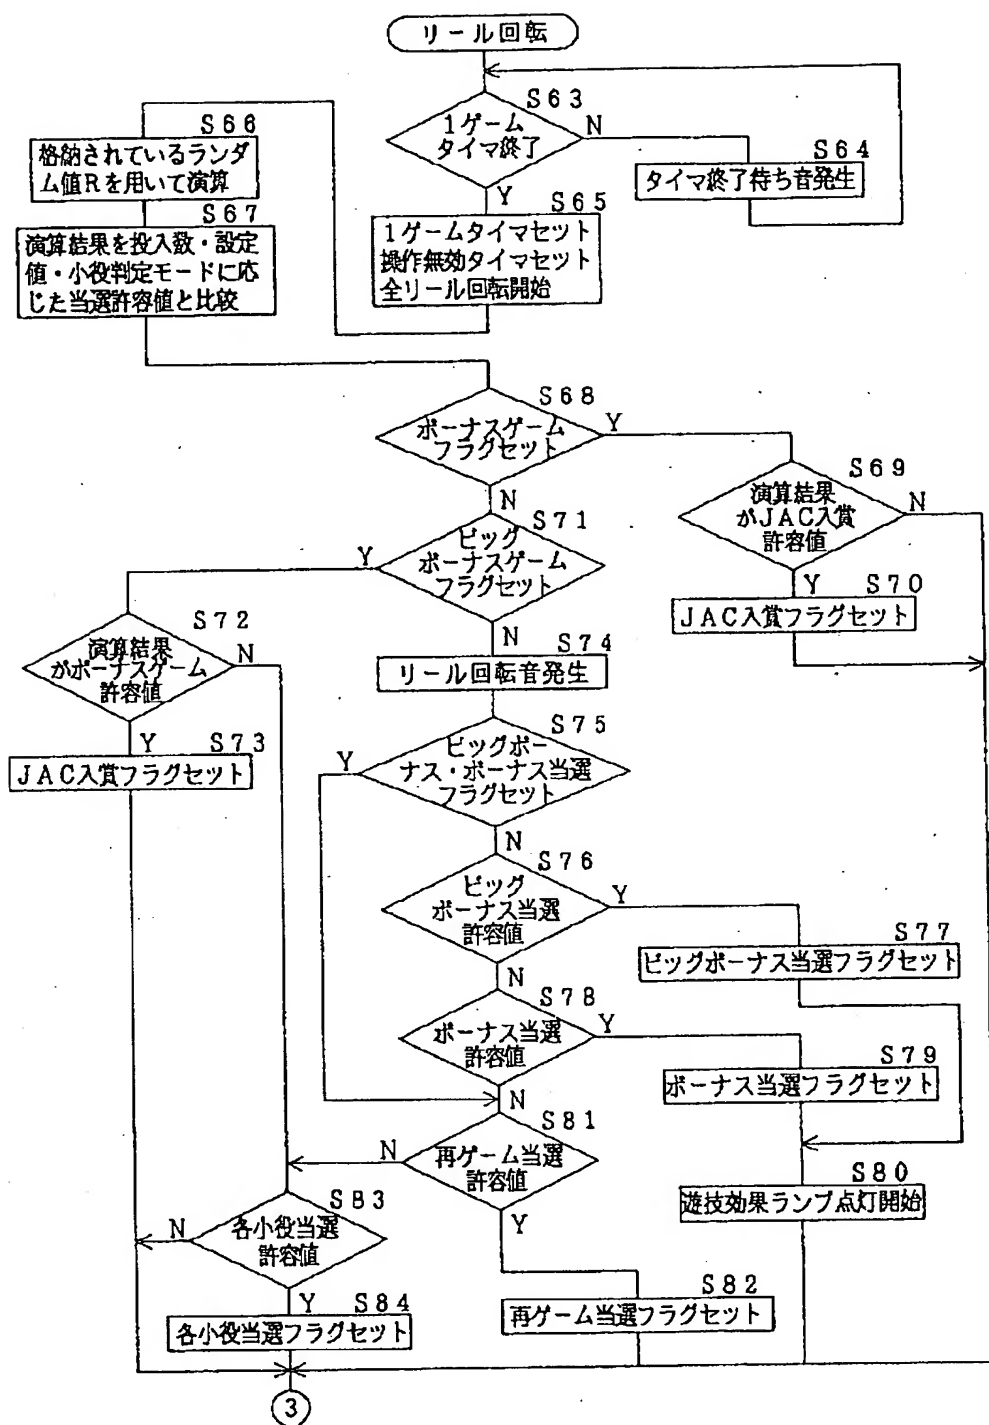 リール回転
S63
1ゲーム
タイマ終了
N
S64
タイマ終了待ち音発生
Y
S65
1ゲームタイマセット
操作無効タイマセット
全リール回転開始
S66
格納されているランダ
ム値Rを用いて演算
S67
演算結果を投入数・設定
値・小役判定モードに応
じた当選許容値と比較
S68
ボーナスゲーム
フラグセット
Y
N
S69
演算結果
がJAC入賞
許容値
N
Y
S70
JAC入賞フラグセット
S71
ビッグ
ボーナスゲーム
フラグセット
Y
N
S72
演算結果
がボーナスゲーム
許容値
N
Y
S73
JAC入賞フラグセット
S74
リール回転音発生
S75
ビッグボー
ナス・ボーナス当選
フラグセット
Y
N
S76
ビッグ
ボーナス当選
許容値
Y
N
S77
ビッグボーナス当選フラグセット
S78
ボーナス当選
許容値
Y
N
S79
ボーナス当選フラグセット
S80
遊技効果ランプ点灯開始
S81
再ゲーム当選
許容値
N
Y
S82
再ゲーム当選フラグセット
S83
各小役当選
許容値
N
Y
S84
各小役当選フラグセット
3